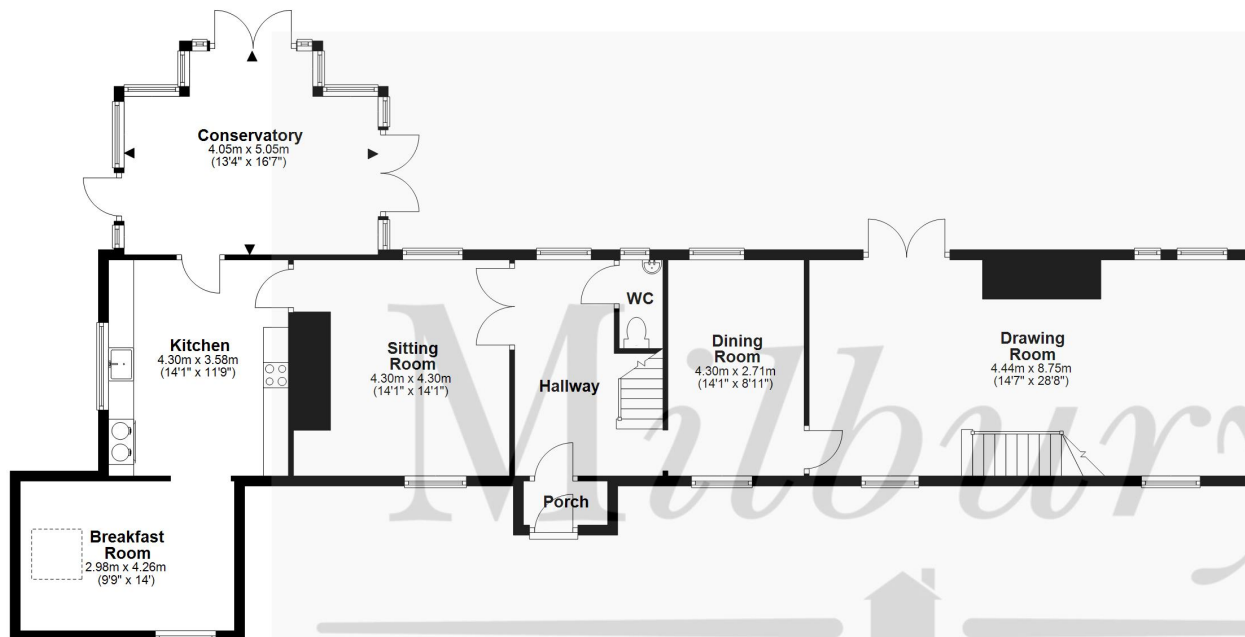 Conservatory
4.05m x 5.05m
(13'4" x 16'7")
Kitchen
4.30m x 3.58m
(14'1" x 11'9")
Sitting
Room
4.30m x 4.30m
(14'1" x 14'1")
WC
Hallway
Dining
Room
4.30m x 2.71m
(14'1" x 8'11")
Drawing
Room
4.44m x 8.75m
(14'7" x 28'8")
Porch
Breakfast
Room
2.98m x 4.26m
(9'9" x 14')
Milbury